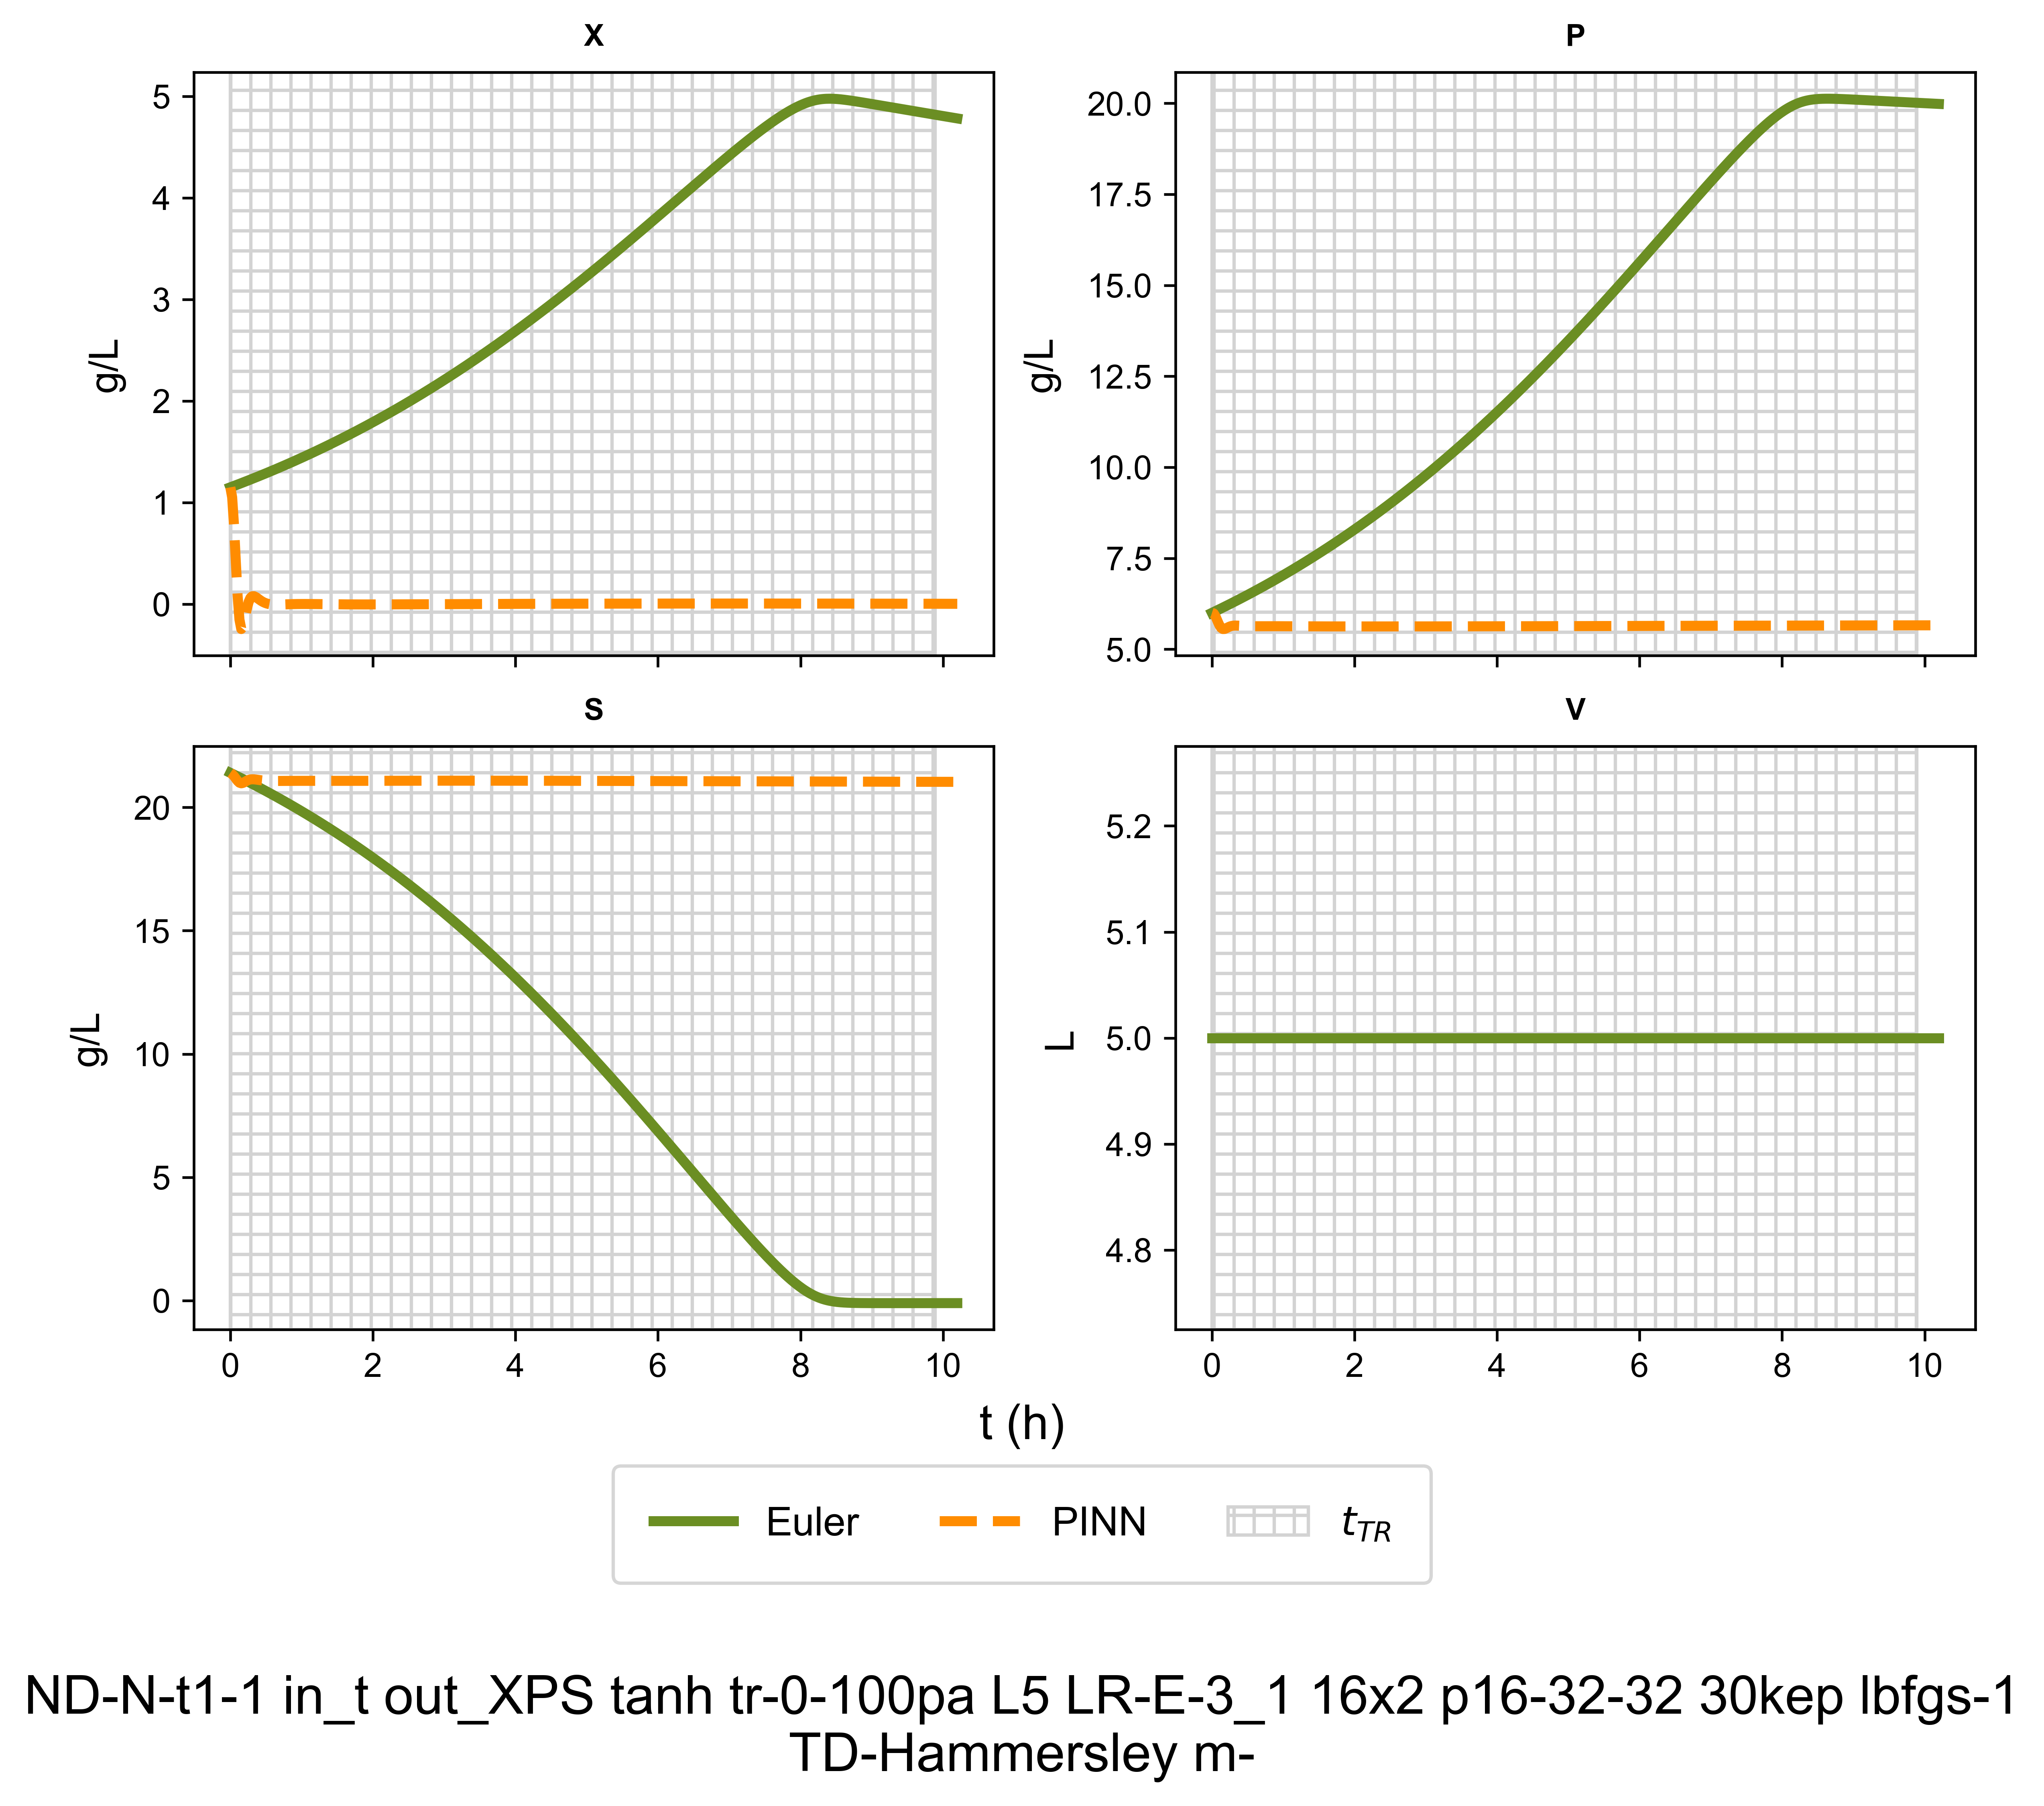 X
P
5
4
3
2
1
0
g/L
20.0
17.5
15.0
12.5
10.0
7.5
5.0
g/L
S
V
20
15
10
5
0
g/L
0 2 4 6 8 10
5.2
5.1
5.0
4.9
4.8
L
0 2 4 6 8 10
t (h)
Euler PINN t_TR
ND-N-t1-1 in_t out_XPS tanh tr-0-100pa L5 LR-E-3_1 16x2 p16-32-32 30kep lbfgs-1
TD-Hammersley m-